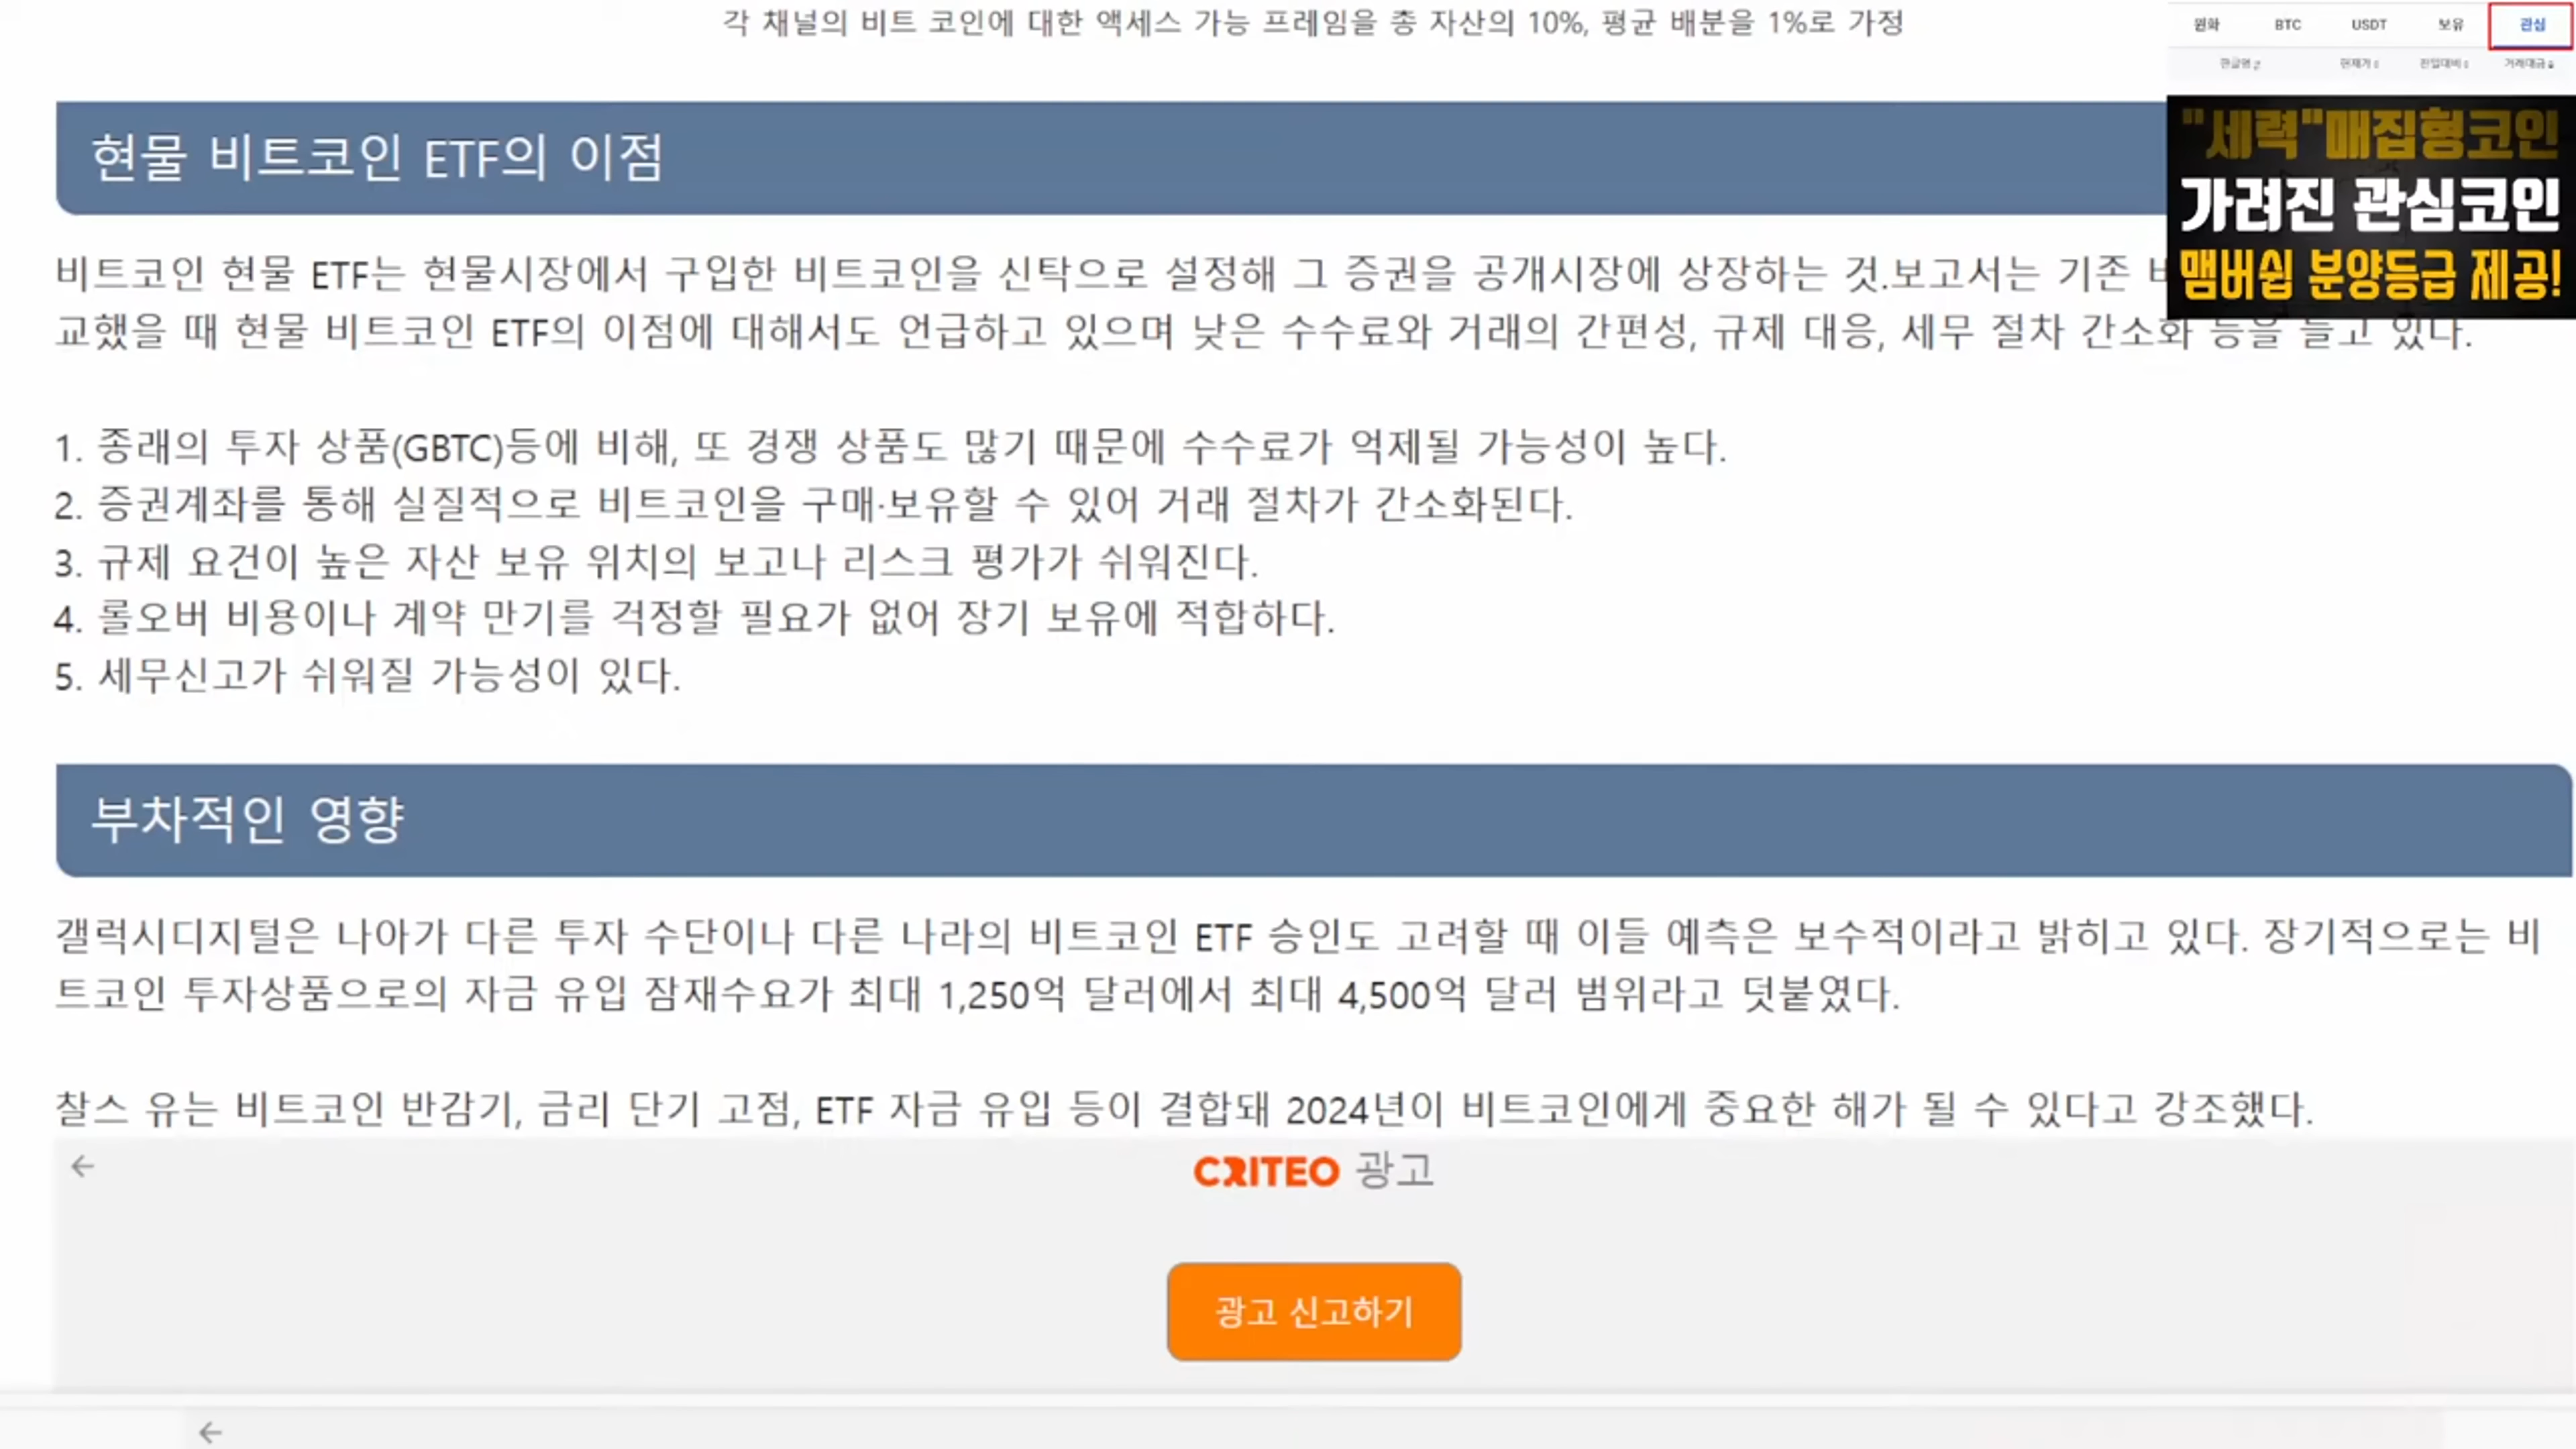 각 채널의 비트 코인에 대한 액세스 가능 프레임을 총 자산의 10%, 평균 배분을 1%로 가정
원화 BTC USDT 보유 관심
한글명 현재가 전일대비 거래대금
현물 비트코인 ETF의 이점
"세력"매집형코인
가려진 관심코인
맴버쉽 분양등급 제공!
비트코인 현물 ETF는 현물시장에서 구입한 비트코인을 신탁으로 설정해 그 증권을 공개시장에 상장하는 것.보고서는 기존
교했을 때 현물 비트코인 ETF의 이점에 대해서도 언급하고 있으며 낮은 수수료와 거래의 간편성, 규제 대응, 세무 절차 간소화 등을 들고 있다.
1. 종래의 투자 상품(GBTC)등에 비해, 또 경쟁 상품도 많기 때문에 수수료가 억제될 가능성이 높다.
2. 증권계좌를 통해 실질적으로 비트코인을 구매·보유할 수 있어 거래 절차가 간소화된다.
3. 규제 요건이 높은 자산 보유 위치의 보고나 리스크 평가가 쉬워진다.
4. 롤오버 비용이나 계약 만기를 걱정할 필요가 없어 장기 보유에 적합하다.
5. 세무신고가 쉬워질 가능성이 있다.
부차적인 영향
갤럭시디지털은 나아가 다른 투자 수단이나 다른 나라의 비트코인 ETF 승인도 고려할 때 이들 예측은 보수적이라고 밝히고 있다. 장기적으로는 비
트코인 투자상품으로의 자금 유입 잠재수요가 최대 1,250억 달러에서 최대 4,500억 달러 범위라고 덧붙였다.
찰스 유는 비트코인 반감기, 금리 단기 고점, ETF 자금 유입 등이 결합돼 2024년이 비트코인에게 중요한 해가 될 수 있다고 강조했다.
CRITEO 광고
광고 신고하기